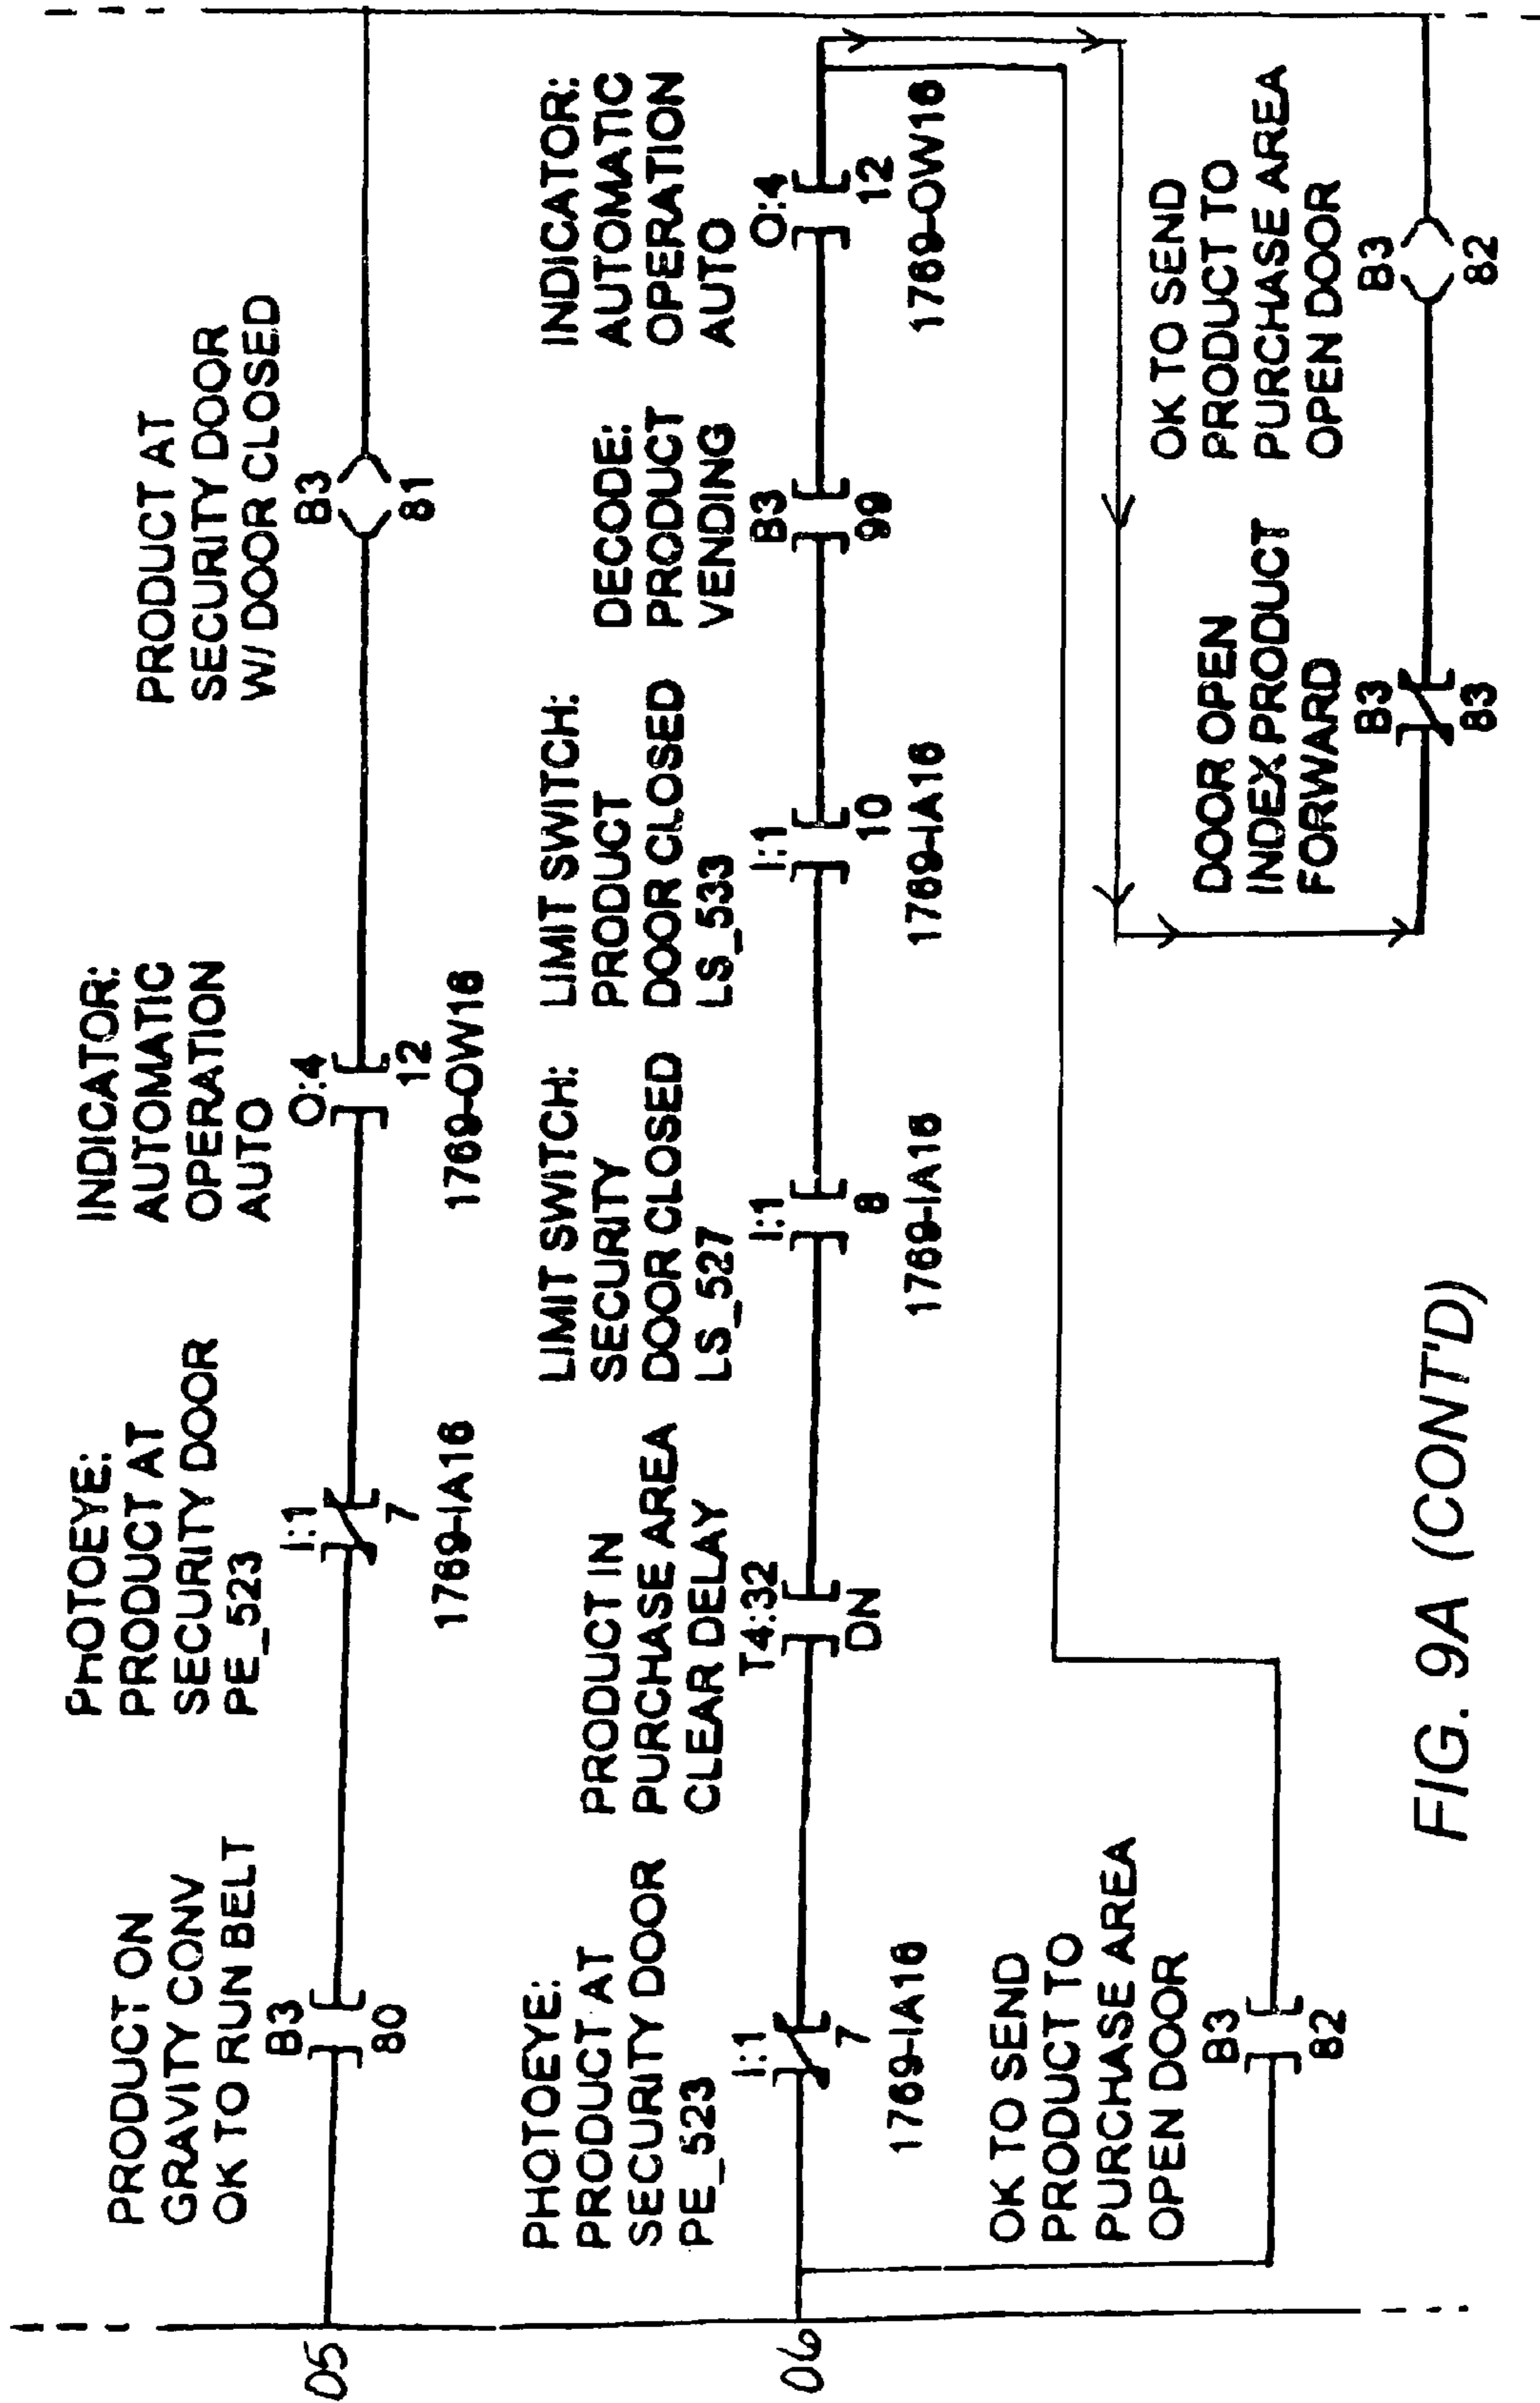 05
PRODUCT ON
GRAVITY CONV
OK TO RUN BELT
B3
80
PHOTOEYE:
PRODUCT AT
SECURITY DOOR
PE_523
I:1
7
1769-IA16
INDICATOR:
AUTOMATIC
OPERATION
AUTO
O:4
12
1769-OW16
PRODUCT AT
SECURITY DOOR
W/ DOOR CLOSED
B3
81
06
PHOTOEYE:
PRODUCT AT
SECURITY DOOR
PE_523
I:1
7
1769-IA16
PRODUCT IN
PURCHASE AREA
CLEAR DELAY
T4:32
DN
LIMIT SWITCH:
SECURITY
DOOR CLOSED
LS_527
I:1
8
1769-IA16
LIMIT SWITCH:
PRODUCT
DOOR CLOSED
LS_533
I:1
10
1769-IA16
DECODE:
PRODUCT
VENDING
B3
99
INDICATOR:
AUTOMATIC
OPERATION
AUTO
O:4
12
1769-OW16
OK TO SEND
PRODUCT TO
PURCHASE AREA
OPEN DOOR
B3
82
DOOR OPEN
INDEX PRODUCT
FORWARD
B3
83
OK TO SEND
PRODUCT TO
PURCHASE AREA
OPEN DOOR
B3
82
FIG. 9A (CONT'D)